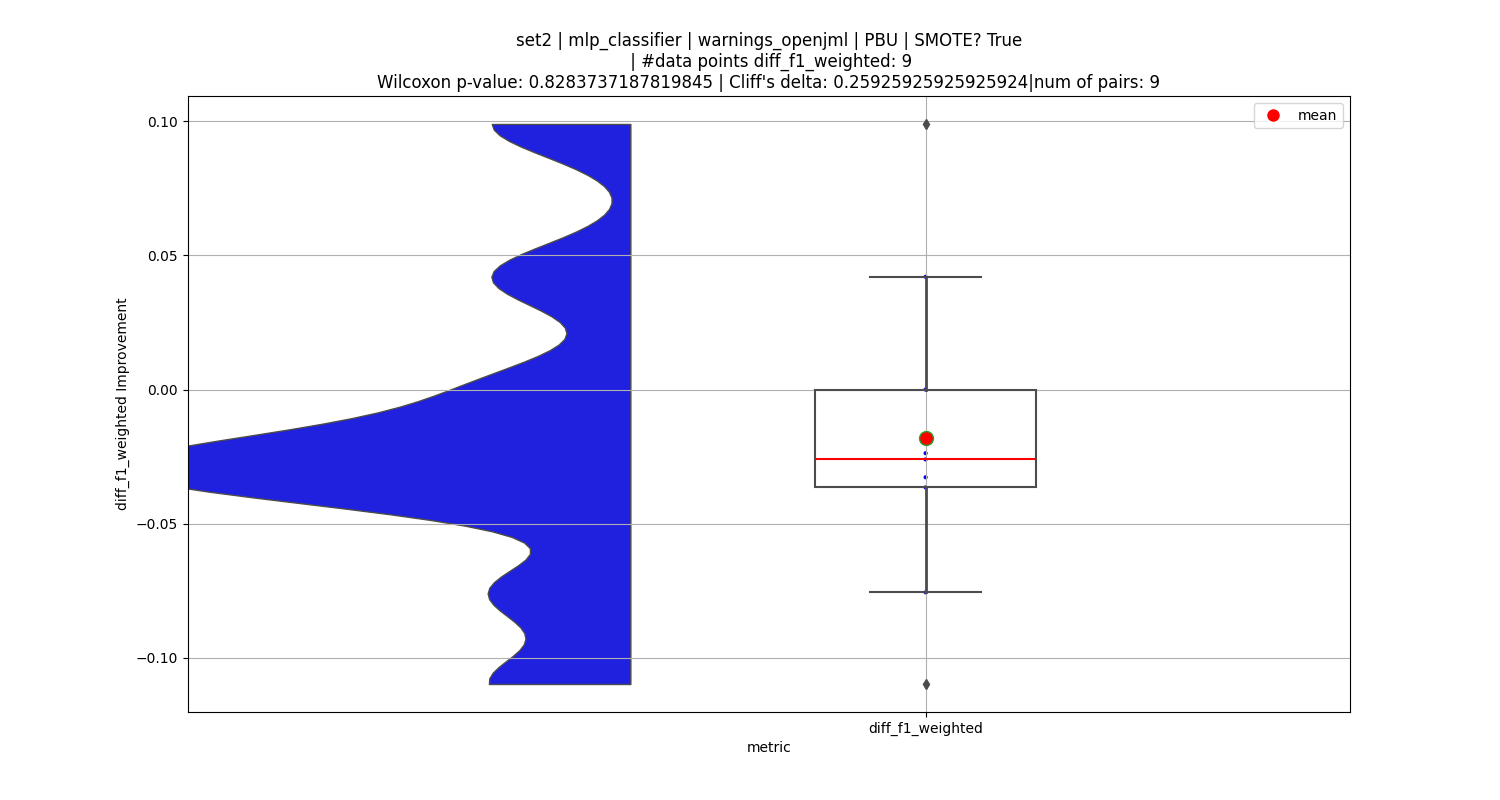 set2 | mlp_classifier | warnings_openjml | PBU | SMOTE? True
| #data points diff_f1_weighted: 9
Wilcoxon p-value: 0.8283737187819845 | Cliff's delta: 0.25925925925925924|num of pairs: 9
mean
0.10
0.05
0.00
−0.05
−0.10
diff_f1_weighted Improvement
diff_f1_weighted
metric